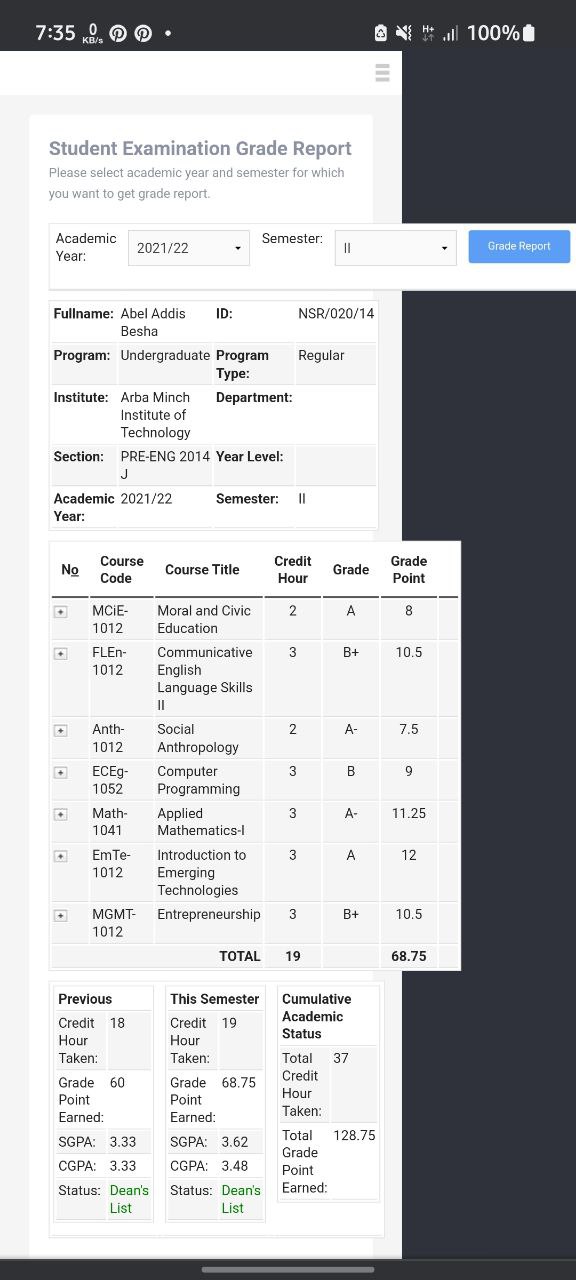 7:35 0 KB/s H+ 100%
Student Examination Grade Report
Please select academic year and semester for which
you want to get grade report.
Academic Year: 2021/22 Semester: II Grade Report
Fullname: Abel Addis Besha ID: NSR/020/14
Program: Undergraduate Program Type: Regular
Institute: Arba Minch Institute of Technology Department:
Section: PRE-ENG 2014 J Year Level:
Academic Year: 2021/22 Semester: II
No Course Code Course Title Credit Hour Grade Grade Point
MCiE-1012 Moral and Civic Education 2 A 8
FLEn-1012 Communicative English Language Skills II 3 B+ 10.5
Anth-1012 Social Anthropology 2 A- 7.5
ECEg-1052 Computer Programming 3 B 9
Math-1041 Applied Mathematics-I 3 A- 11.25
EmTe-1012 Introduction to Emerging Technologies 3 A 12
MGMT-1012 Entrepreneurship 3 B+ 10.5
TOTAL 19 68.75
Previous
Credit Hour Taken: 18
Grade Point Earned: 60
SGPA: 3.33
CGPA: 3.33
Status: Dean's List
This Semester
Credit Hour Taken: 19
Grade Point Earned: 68.75
SGPA: 3.62
CGPA: 3.48
Status: Dean's List
Cumulative Academic Status
Total Credit Hour Taken: 37
Total Grade Point Earned: 128.75